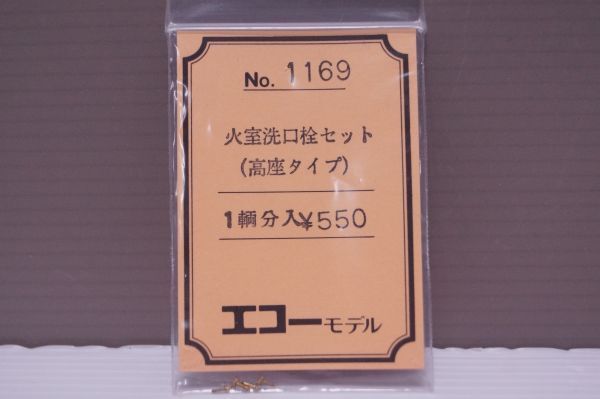 No. 1169
火室洗口栓セット
(高座タイプ)
1輌分入¥550
エコーモデル